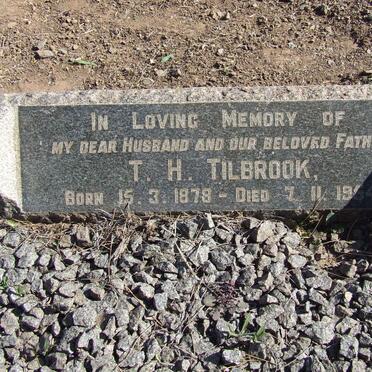 IN LOVING MEMORY OF
MY DEAR HUSBAND AND OUR BELOVED FATH
T. H. TILBROOK,
BORN 15.3.1878 - DIED 7.11.19